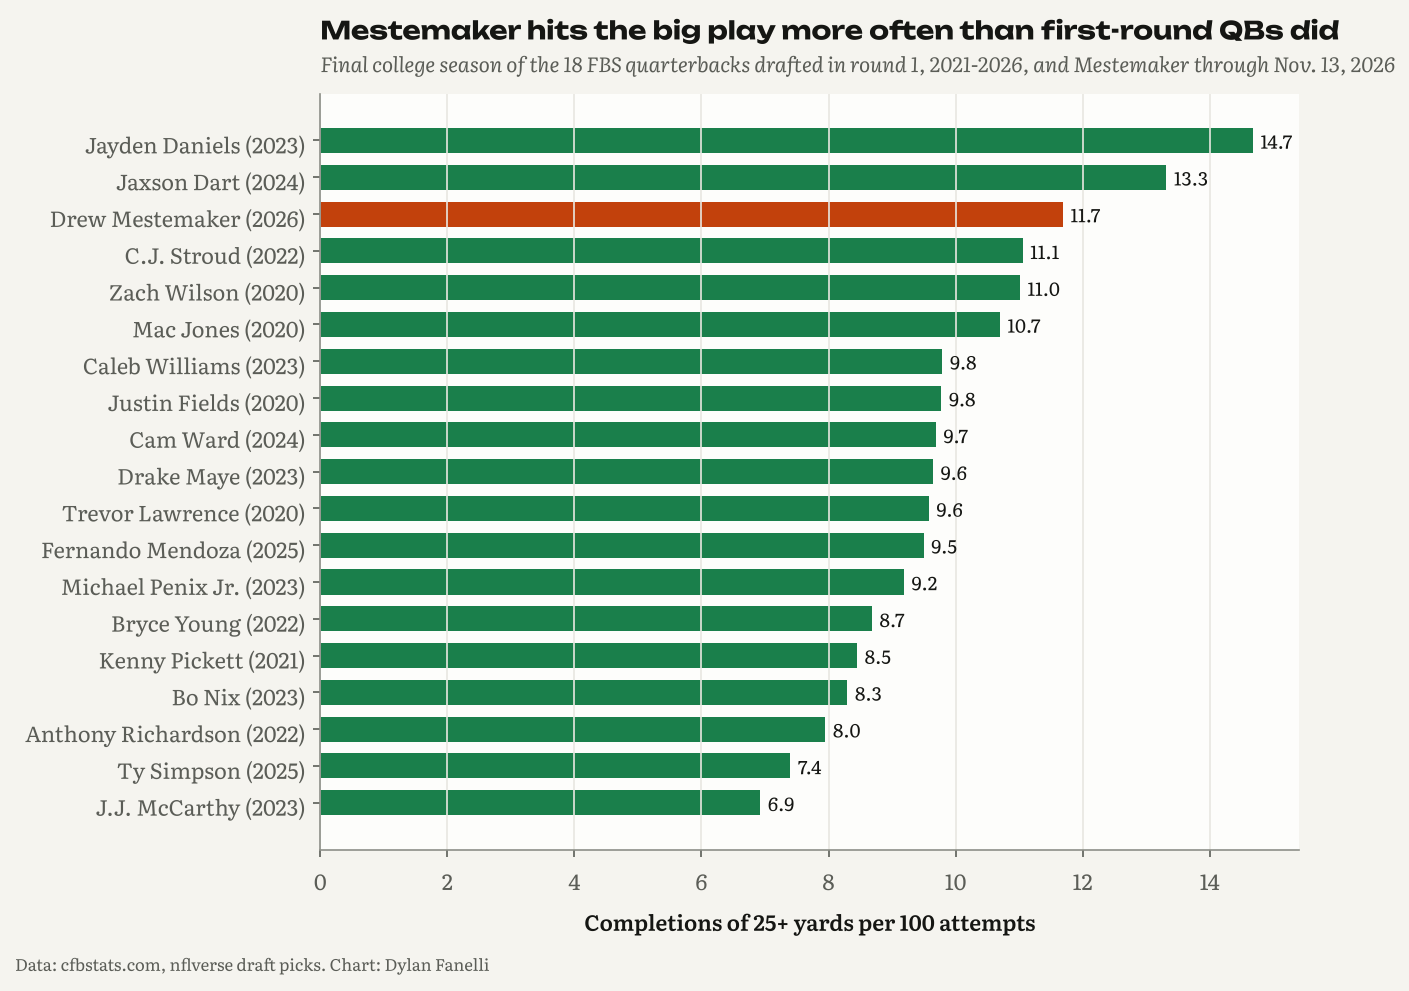 Mestemaker hits the big play more often than first-round QBs did
Final college season of the 18 FBS quarterbacks drafted in round 1, 2021-2026, and Mestemaker through Nov. 13, 2026
Jayden Daniels (2023) 14.7
Jaxson Dart (2024) 13.3
Drew Mestemaker (2026) 11.7
C.J. Stroud (2022) 11.1
Zach Wilson (2020) 11.0
Mac Jones (2020) 10.7
Caleb Williams (2023) 9.8
Justin Fields (2020) 9.8
Cam Ward (2024) 9.7
Drake Maye (2023) 9.6
Trevor Lawrence (2020) 9.6
Fernando Mendoza (2025) 9.5
Michael Penix Jr. (2023) 9.2
Bryce Young (2022) 8.7
Kenny Pickett (2021) 8.5
Bo Nix (2023) 8.3
Anthony Richardson (2022) 8.0
Ty Simpson (2025) 7.4
J.J. McCarthy (2023) 6.9
0 2 4 6 8 10 12 14
Completions of 25+ yards per 100 attempts
Data: cfbstats.com, nflverse draft picks. Chart: Dylan Fanelli